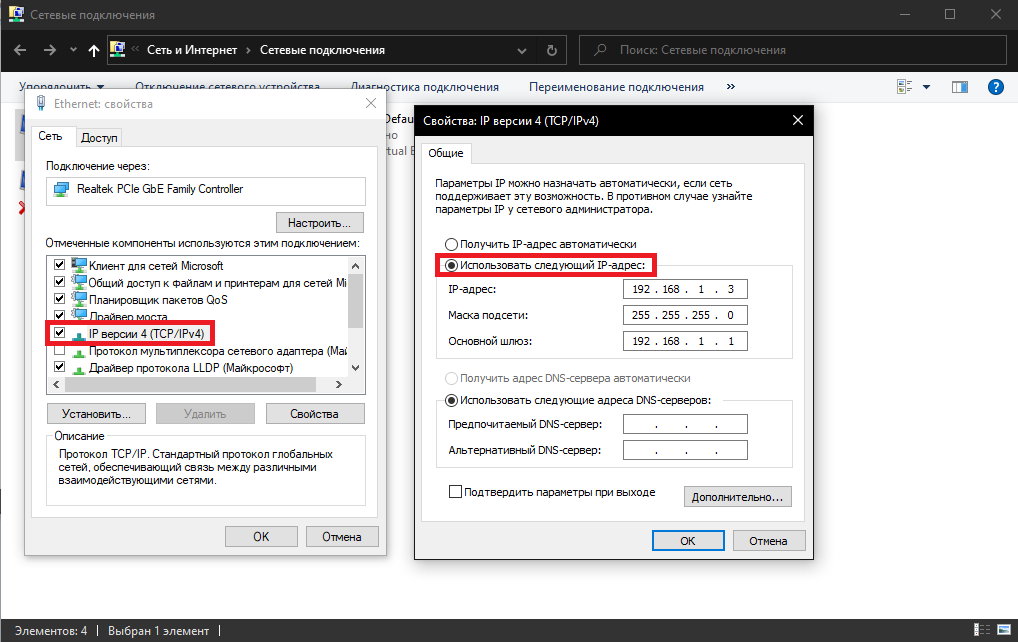 Сетевые подключения
Сеть и Интернет
Сетевые подключения
Поиск: Сетевые подключения
Упорядочить
Отключение сетевого устройства
Диагностика подключения
Переименование подключения
»
Ethernet: свойства
Сеть
Доступ
Подключение через:
Realtek PCIe GbE Family Controller
Настроить...
Отмеченные компоненты используются этим подключением:
Клиент для сетей Microsoft
Общий доступ к файлам и принтерам для сетей Mi
Планировщик пакетов QoS
Драйвер моста
IP версии 4 (TCP/IPv4)
Протокол мультиплексора сетевого адаптера (Май
Драйвер протокола LLDP (Майкрософт)
Установить...
Удалить
Свойства
Описание
Протокол TCP/IP. Стандартный протокол глобальных
сетей, обеспечивающий связь между различными
взаимодействующими сетями.
OK
Отмена
Свойства: IP версии 4 (TCP/IPv4)
Общие
Параметры IP можно назначать автоматически, если сеть
поддерживает эту возможность. В противном случае узнайте
параметры IP у сетевого администратора.
Получить IP-адрес автоматически
Использовать следующий IP-адрес:
IP-адрес:
192 . 168 . 1 . 3
Маска подсети:
255 . 255 . 255 . 0
Основной шлюз:
192 . 168 . 1 . 1
Получить адрес DNS-сервера автоматически
Использовать следующие адреса DNS-серверов:
Предпочитаемый DNS-сервер:
. . .
Альтернативный DNS-сервер:
. . .
Подтвердить параметры при выходе
Дополнительно...
OK
Отмена
Элементов: 4
Выбран 1 элемент